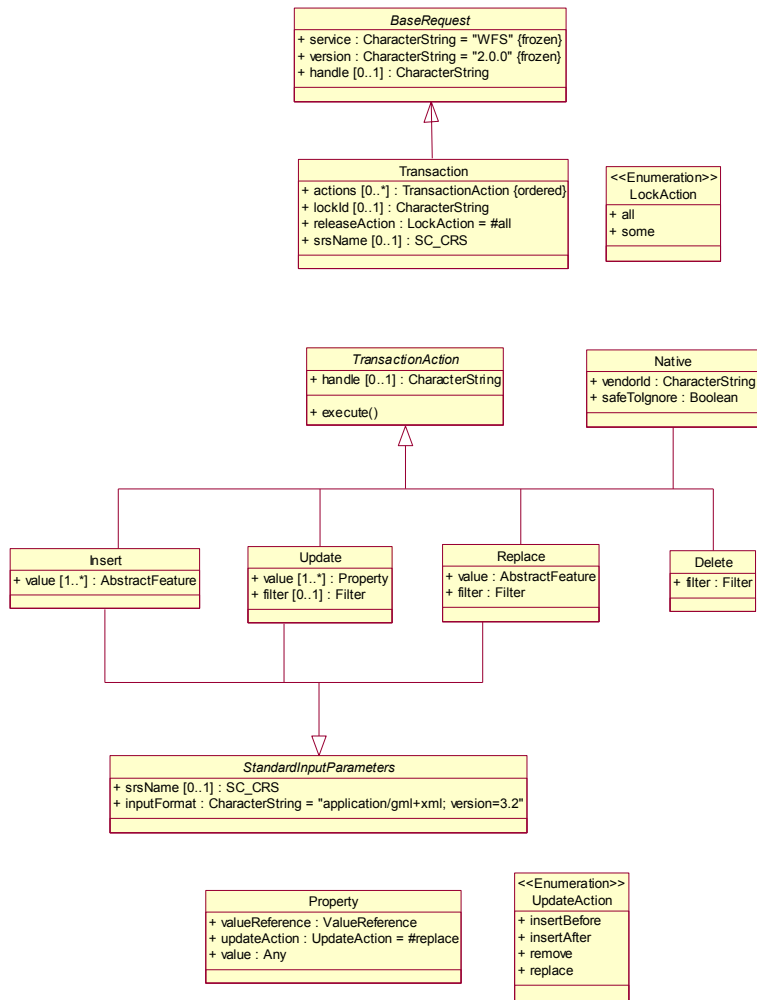 BaseRequest
+ service : CharacterString = "WFS" {frozen}
+ version : CharacterString = "2.0.0" {frozen}
+ handle [0..1] : CharacterString
Transaction
+ actions [0..*] : TransactionAction {ordered}
+ lockId [0..1] : CharacterString
+ releaseAction : LockAction = #all
+ srsName [0..1] : SC_CRS
<<Enumeration>>
LockAction
+ all
+ some
TransactionAction
+ handle [0..1] : CharacterString
+ execute()
Native
+ vendorId : CharacterString
+ safeToIgnore : Boolean
Insert
+ value [1..*] : AbstractFeature
Update
+ value [1..*] : Property
+ filter [0..1] : Filter
Replace
+ value : AbstractFeature
+ filter : Filter
Delete
+ filter : Filter
StandardInputParameters
+ srsName [0..1] : SC_CRS
+ inputFormat : CharacterString = "application/gml+xml; version=3.2"
Property
+ valueReference : ValueReference
+ updateAction : UpdateAction = #replace
+ value : Any
<<Enumeration>>
UpdateAction
+ insertBefore
+ insertAfter
+ remove
+ replace